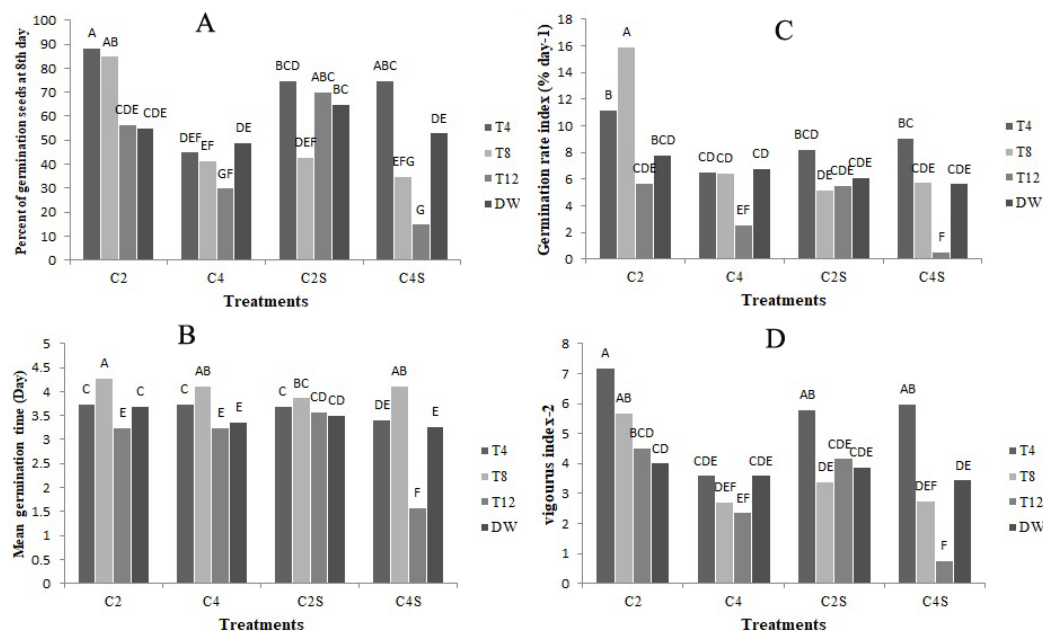 A
Percent of germination seeds at 8th day
100
90
80
70
60
50
40
30
20
10
0
A AB CDE CDE
DEF EF GF DE
BCD DEF ABC BC
ABC EFG G DE
C2 C4 C2S C4S
Treatments
T4
T8
T12
DW
C
Germination rate index (% day-1)
18
16
14
12
10
8
6
4
2
0
B A CDE BCD
CD CD EF CD
BCD DE CDE CDE
BC CDE F CDE
C2 C4 C2S C4S
Treatments
T4
T8
T12
DW
B
Mean germination time (Day)
5
4.5
4
3.5
3
2.5
2
1.5
1
0.5
0
C A E C
C AB E E
C BC CD CD
DE AB F E
C2 C4 C2S C4S
Treatments
T4
T8
T12
DW
D
vigourus index-2
8
7
6
5
4
3
2
1
0
A AB BCD CD
CDE DEF EF CDE
AB DE CDE CDE
AB DEF F DE
C2 C4 C2S C4S
Treatments
T4
T8
T12
DW